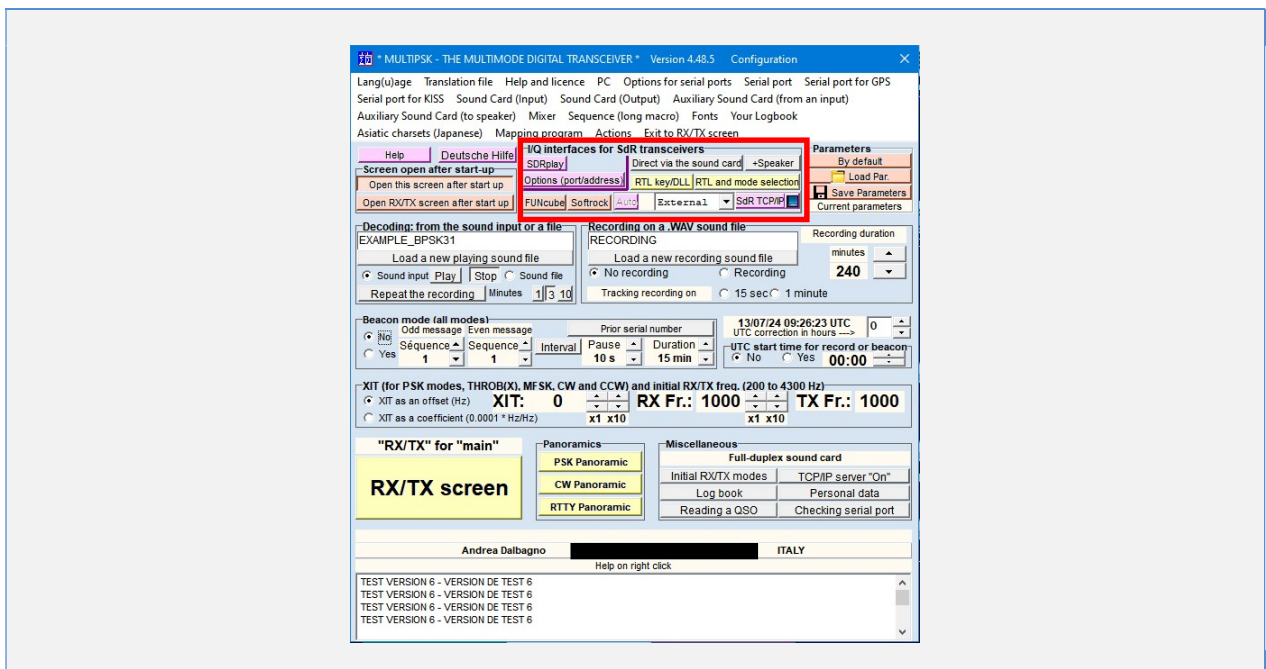 * MULTIPSK - THE MULTIMODE DIGITAL TRANSCEIVER * Version 4.48.5 Configuration
Lang(u)age Translation file Help and licence PC Options for serial ports Serial port Serial port for GPS
Serial port for KISS Sound Card (Input) Sound Card (Output) Auxiliary Sound Card (from an input)
Auxiliary Sound Card (to speaker) Mixer Sequence (long macro) Fonts Your Logbook
Asiatic charsets (Japanese) Mapping program Actions Exit to RX/TX screen
Help Deutsche Hilfe
Screen open after start-up
Open this screen after start up
Open RX/TX screen after start up
I/Q interfaces for SdR transceivers
SDRplay Direct via the sound card +Speaker
Options (port/address) RTL key/DLL RTL and mode selection
FUNcube Softrock Auto External SdR TCP/IP
Parameters
By default
Load Par.
Save Parameters
Current parameters
Decoding: from the sound input or a file
EXAMPLE_BPSK31
Load a new playing sound file
Sound input Play Stop Sound file
Repeat the recording Minutes 1 3 10
Recording on a .WAV sound file
RECORDING
Load a new recording sound file
No recording Recording
Tracking recording on 15 sec 1 minute
Recording duration
minutes
240
Beacon mode (all modes)
No
Yes
Odd message Even message
Séquence Sequence
1 1
Interval
Prior serial number
Pause Duration
10 s 15 min
13/07/24 09:26:23 UTC
UTC correction in hours ---> 0
UTC start time for record or beacon
No Yes 00:00
XIT (for PSK modes, THROB(X), MFSK, CW and CCW) and initial RX/TX freq. (200 to 4300 Hz)
XIT as an offset (Hz) XIT: 0 RX Fr.: 1000 TX Fr.: 1000
XIT as a coefficient (0.0001 * Hz/Hz) x1 x10 x1 x10
"RX/TX" for "main"
RX/TX screen
Panoramics
PSK Panoramic
CW Panoramic
RTTY Panoramic
Miscellaneous
Full-duplex sound card
Initial RX/TX modes TCP/IP server "On"
Log book Personal data
Reading a QSO Checking serial port
Andrea Dalbagno ITALY
Help on right click
TEST VERSION 6 - VERSION DE TEST 6
TEST VERSION 6 - VERSION DE TEST 6
TEST VERSION 6 - VERSION DE TEST 6
TEST VERSION 6 - VERSION DE TEST 6